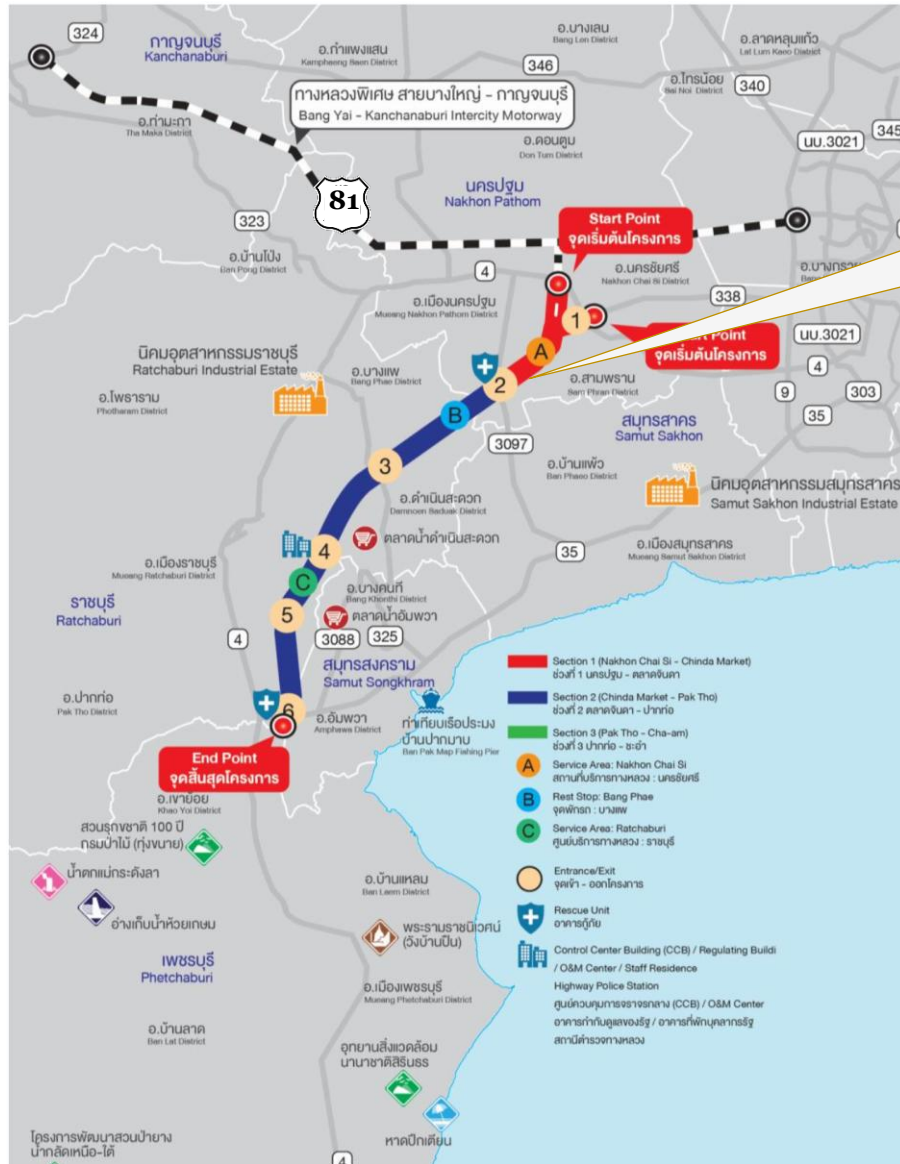 324
กาญจนบุรี
Kanchanaburi
อ.กำแพงแสน
Kamphaeng Saen District
อ.บางเลน
Bang Len District
346
อ.ลาดหลุมแก้ว
Lat Lum Kaeo District
อ.ไทรน้อย
Sai Noi District
340
ทางหลวงพิเศษ สายบางใหญ่ - กาญจนบุรี
Bang Yai - Kanchanaburi Intercity Motorway
อ.ท่ามะกา
Tha Maka District
อ.ดอนตูม
Don Tum District
นบ.3021
345
81
นครปฐม
Nakhon Pathom
323
Start Point
จุดเริ่มต้นโครงการ
อ.บ้านโป่ง
Ban Pong District
4
อ.นครชัยศรี
Nakhon Chai Si District
อ.เมืองนครปฐม
Mueang Nakhon Pathom District
338
1
Point
จุดเริ่มต้นโครงการ
นบ.3021
นิคมอุตสาหกรรมราชบุรี
Ratchaburi Industrial Estate
A
อ.บางแพ
Bang Phae District
2
อ.สามพราน
Sam Phran District
4
9
303
35
อ.โพธาราม
Photharam District
B
สมุทรสาคร
Samut Sakhon
3097
3
อ.บ้านแพ้ว
Ban Phaeo District
นิคมอุตสาหกรรมสมุทรสาคร
Samut Sakhon Industrial Estate
อ.ดำเนินสะดวก
Damnoen Saduak District
4
ตลาดน้ำดำเนินสะดวก
35
อ.เมืองสมุทรสาคร
Mueang Samut Sakhon District
อ.เมืองราชบุรี
Mueang Ratchaburi District
C
อ.บางคนที
Bang Khonthi District
ราชบุรี
Ratchaburi
5
ตลาดน้ำอัมพวา
4
3088
325
สมุทรสงคราม
Samut Songkhram
อ.ปากท่อ
Pak Tho District
6
อ.อัมพวา
Amphawa District
ท่าเทียบเรือประมง
บ้านปากมาบ
Ban Pak Map Fishing Pier
End Point
จุดสิ้นสุดโครงการ
อ.เขาย้อย
Khao Yoi District
สวนรุกขชาติ 100 ปี
กรมป่าไม้ (ทุ่งขนาย)
น้ำตกแม่กระดังลา
อ่างเก็บน้ำห้วยเกษม
อ.บ้านแหลม
Ban Laem District
พระรามราชนิเวศน์
(วังบ้านปืน)
เพชรบุรี
Phetchaburi
อ.เมืองเพชรบุรี
Mueang Phetchaburi District
อ.บ้านลาด
Ban Lat District
อุทยานสิ่งแวดล้อม
นานาชาติสิรินธร
หาดปึกเตียน
โครงการพัฒนาสวนป่ายาง
น้ำกลัดเหนือ-ใต้
4
Section 1 (Nakhon Chai Si - Chinda Market)
ช่วงที่ 1 นครปฐม - ตลาดจินดา
Section 2 (Chinda Market - Pak Tho)
ช่วงที่ 2 ตลาดจินดา - ปากท่อ
Section 3 (Pak Tho - Cha-am)
ช่วงที่ 3 ปากท่อ - ชะอำ
A
Service Area: Nakhon Chai Si
สถานที่บริการทางหลวง : นครชัยศรี
B
Rest Stop: Bang Phae
จุดพักรถ : บางแพ
C
Service Area: Ratchaburi
ศูนย์บริการทางหลวง : ราชบุรี
Entrance/Exit
จุดเข้า - ออกโครงการ
Rescue Unit
อาคารกู้ภัย
Control Center Building (CCB) / Regulating Buildi
/ O&M Center / Staff Residence
Highway Police Station
ศูนย์ควบคุมการจราจรกลาง (CCB) / O&M Center
อาคารกำกับดูแลของรัฐ / อาคารที่พักบุคลากรรัฐ
สถานีตำรวจทางหลวง